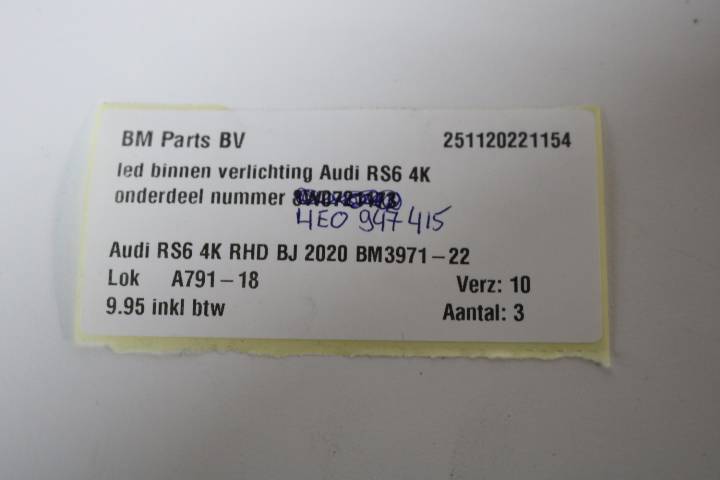 BM Parts BV 251120221154
led binnen verlichting Audi RS6 4K
onderdeel nummer
4E0 947 415
Audi RS6 4K RHD BJ 2020 BM3971-22
Lok A791-18 Verz: 10
9.95 inkl btw Aantal: 3